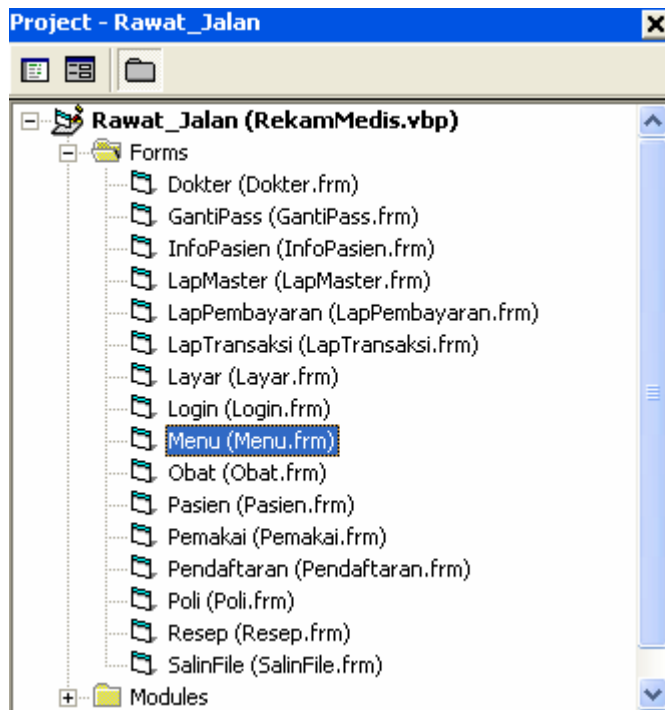 Project - Rawat_Jalan
Rawat_Jalan (RekamMedis.vbp)
Forms
Dokter (Dokter.frm)
GantiPass (GantiPass.frm)
InfoPasien (InfoPasien.frm)
LapMaster (LapMaster.frm)
LapPembayaran (LapPembayaran.frm)
LapTransaksi (LapTransaksi.frm)
Layar (Layar.frm)
Login (Login.frm)
Menu (Menu.frm)
Obat (Obat.frm)
Pasien (Pasien.frm)
Pemakai (Pemakai.frm)
Pendaftaran (Pendaftaran.frm)
Poli (Poli.frm)
Resep (Resep.frm)
SalinFile (SalinFile.frm)
Modules